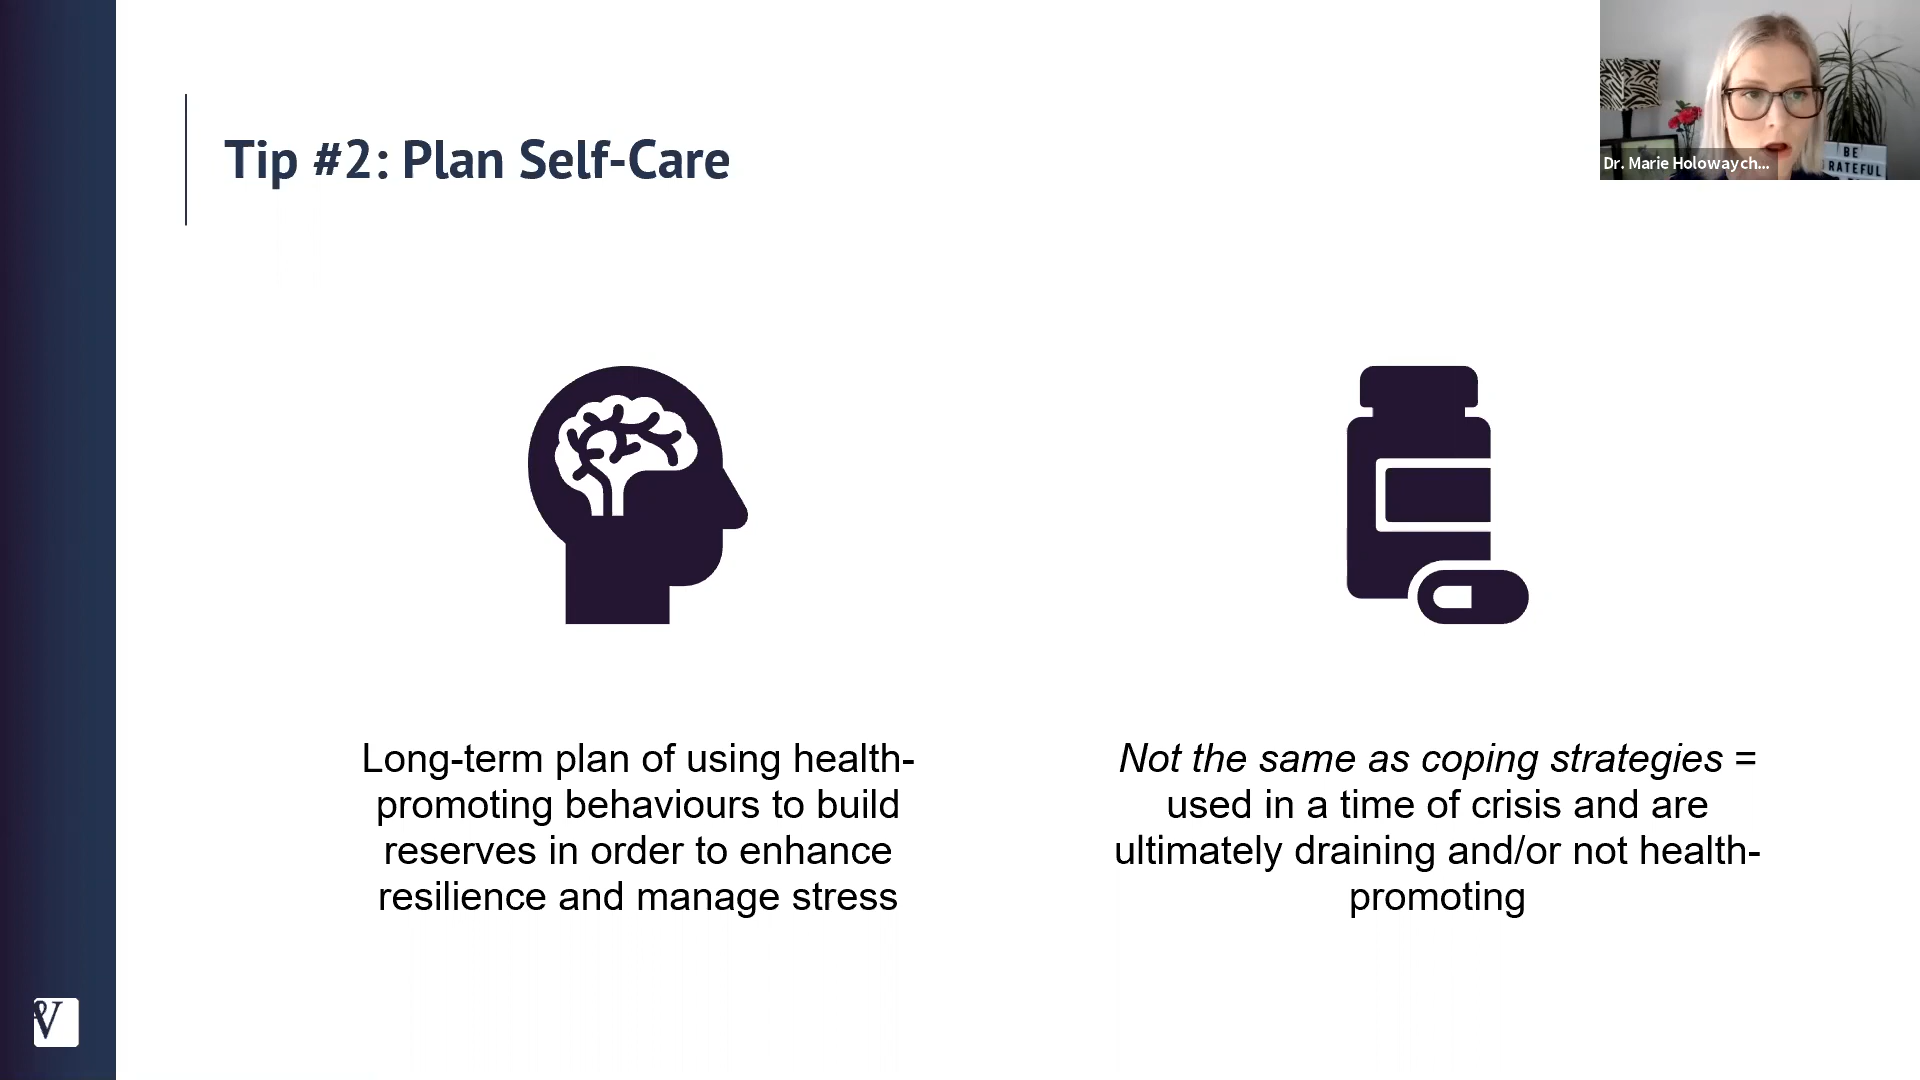 Tip #2: Plan Self-Care
Dr. Marie Holowaych...
BE
RATEFUL
Long-term plan of using health-
promoting behaviours to build
reserves in order to enhance
resilience and manage stress
Not the same as coping strategies =
used in a time of crisis and are
ultimately draining and/or not health-
promoting
V